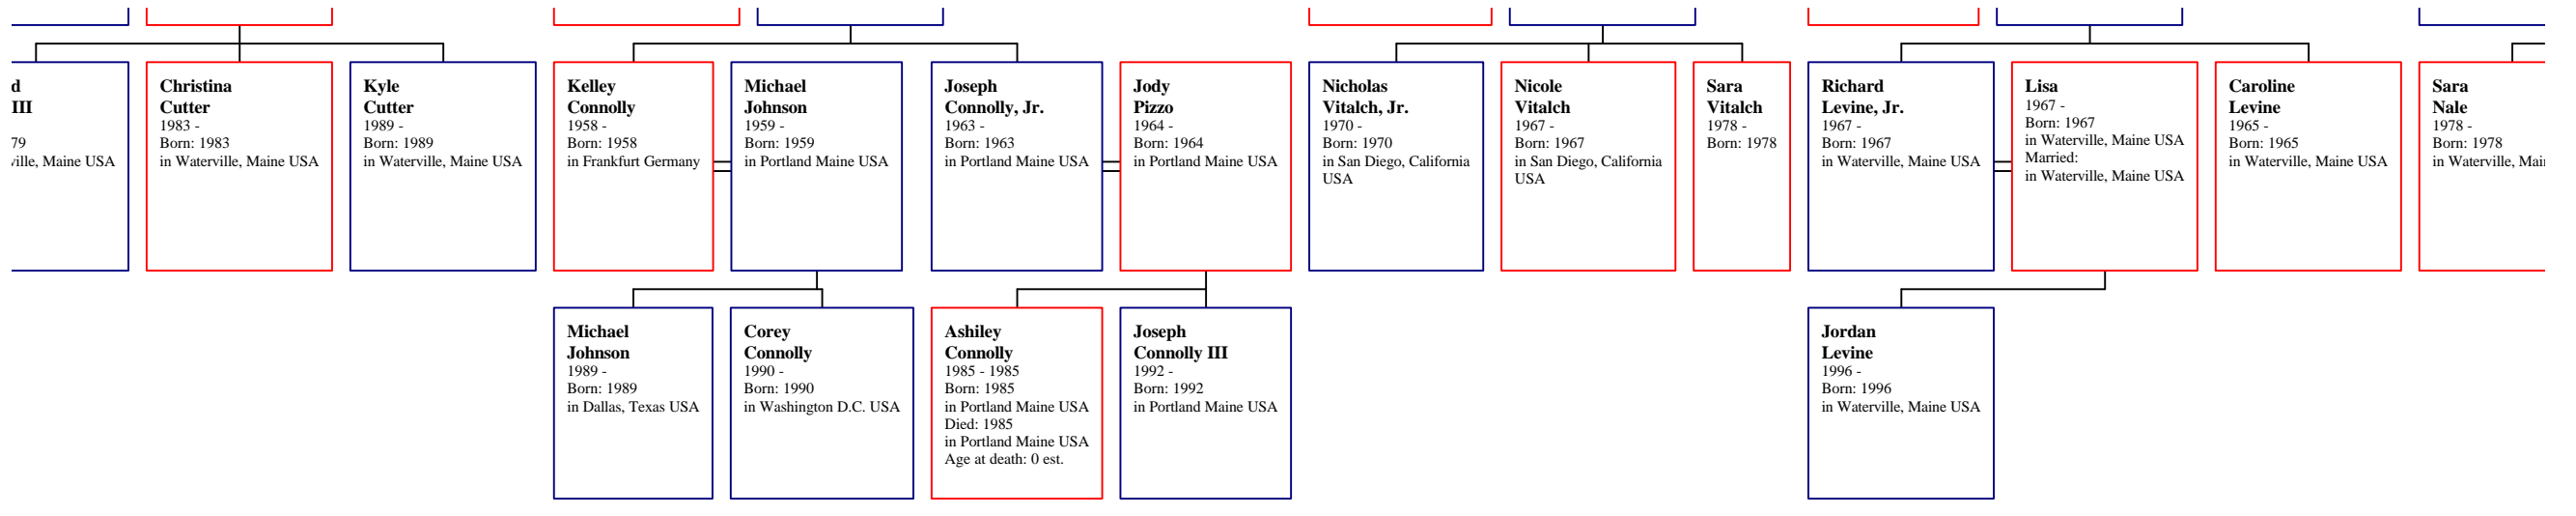 d
III
79
ville, Maine USA
Christina
Cutter
1983 -
Born: 1983
in Waterville, Maine USA
Kyle
Cutter
1989 -
Born: 1989
in Waterville, Maine USA
Kelley
Connolly
1958 -
Born: 1958
in Frankfurt Germany
Michael
Johnson
1959 -
Born: 1959
in Portland Maine USA
Joseph
Connolly, Jr.
1963 -
Born: 1963
in Portland Maine USA
Jody
Pizzo
1964 -
Born: 1964
in Portland Maine USA
Nicholas
Vitalch, Jr.
1970 -
Born: 1970
in San Diego, California
USA
Nicole
Vitalch
1967 -
Born: 1967
in San Diego, California
USA
Sara
Vitalch
1978 -
Born: 1978
Richard
Levine, Jr.
1967 -
Born: 1967
in Waterville, Maine USA
Lisa
1967 -
Born: 1967
in Waterville, Maine USA
Married:
in Waterville, Maine USA
Caroline
Levine
1965 -
Born: 1965
in Waterville, Maine USA
Sara
Nale
1978 -
Born: 1978
in Waterville, Mai
Michael
Johnson
1989 -
Born: 1989
in Dallas, Texas USA
Corey
Connolly
1990 -
Born: 1990
in Washington D.C. USA
Ashiley
Connolly
1985 - 1985
Born: 1985
in Portland Maine USA
Died: 1985
in Portland Maine USA
Age at death: 0 est.
Joseph
Connolly III
1992 -
Born: 1992
in Portland Maine USA
Jordan
Levine
1996 -
Born: 1996
in Waterville, Maine USA